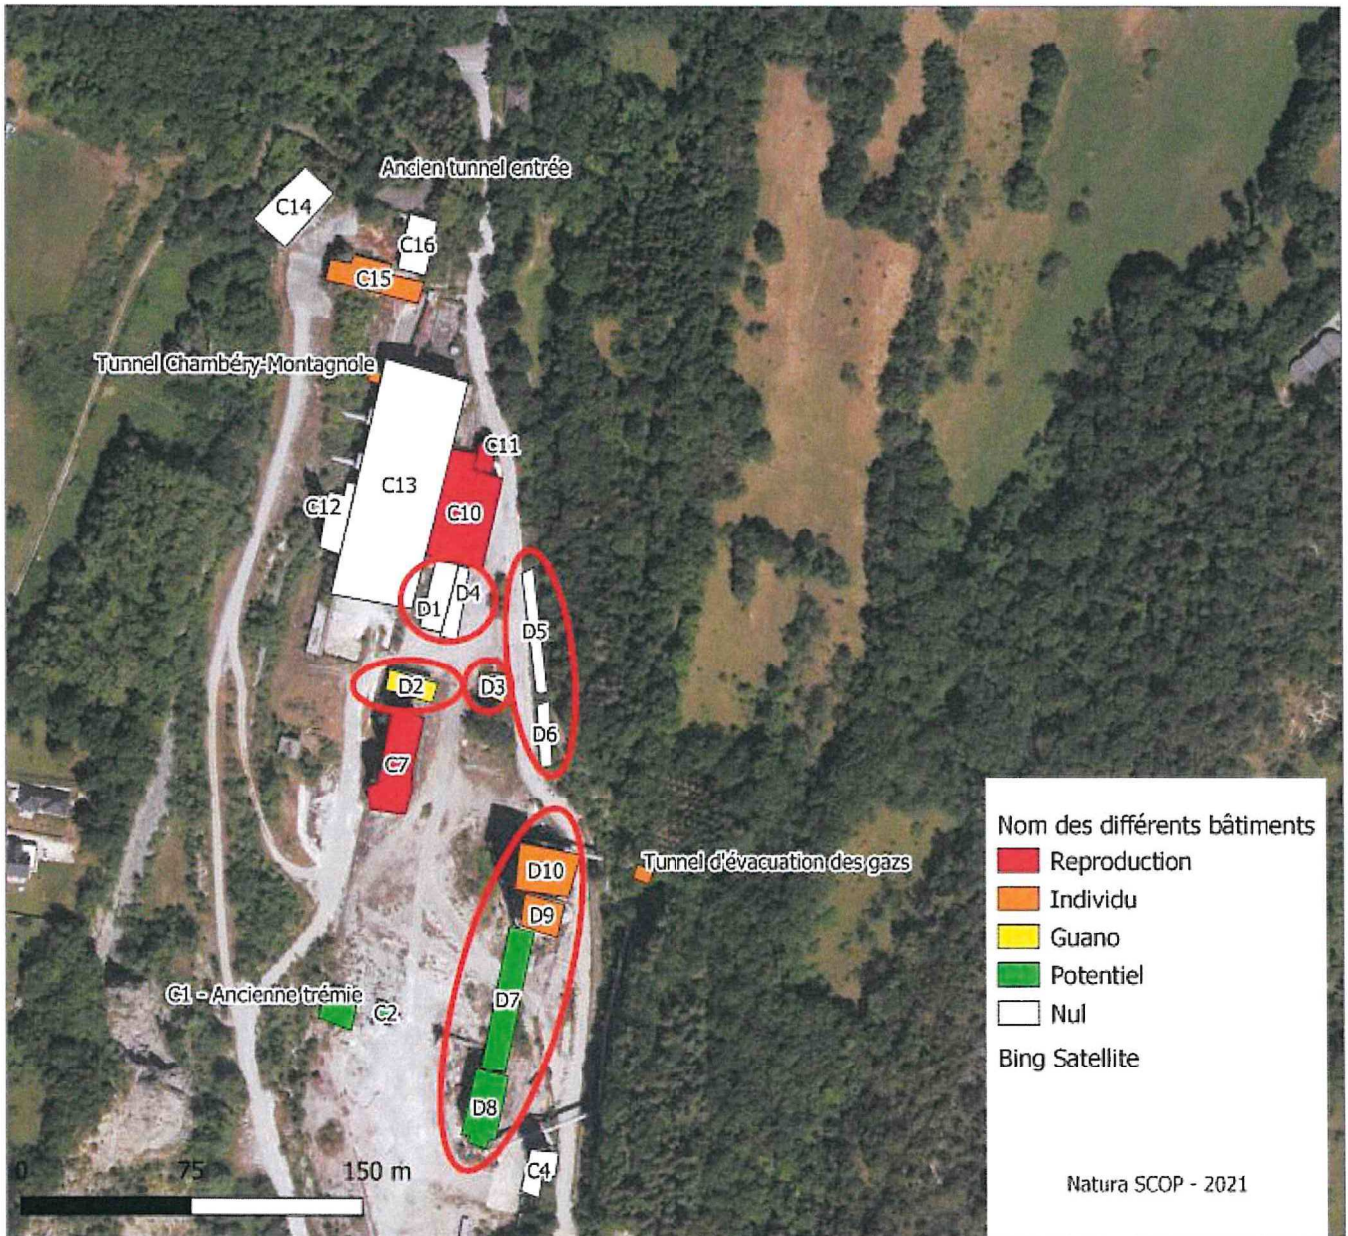 Ancien tunnel entrée
C14
C16
C15
Tunnel Chambéry-Montagnole
C11
C13
C12
C10
D4
D1
D5
D2
D3
D6
C7
D10
Tunnel d'évacuation des gazs
D9
C1 - Ancienne trémie
C2
D7
D8
C4
0 75 150 m
Nom des différents bâtiments
Reproduction
Individu
Guano
Potentiel
Nul
Bing Satellite
Natura SCOP - 2021